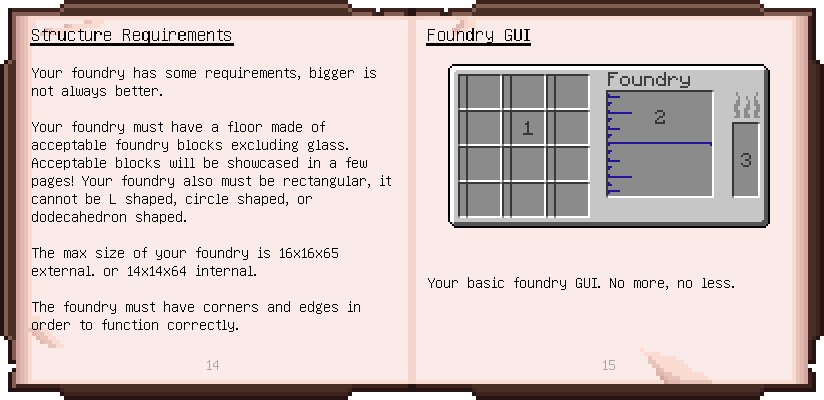 Structure Requirements
Your foundry has some requirements, bigger is
not always better.
Your foundry must have a floor made of
acceptable foundry blocks excluding glass.
Acceptable blocks will be showcased in a few
pages! Your foundry also must be rectangular, it
cannot be L shaped, circle shaped, or
dodecahedron shaped.
The max size of your foundry is 16x16x65
external. or 14x14x64 internal.
The foundry must have corners and edges in
order to function correctly.
14
Foundry GUI
Foundry
1
2
3
Your basic foundry GUI. No more, no less.
15